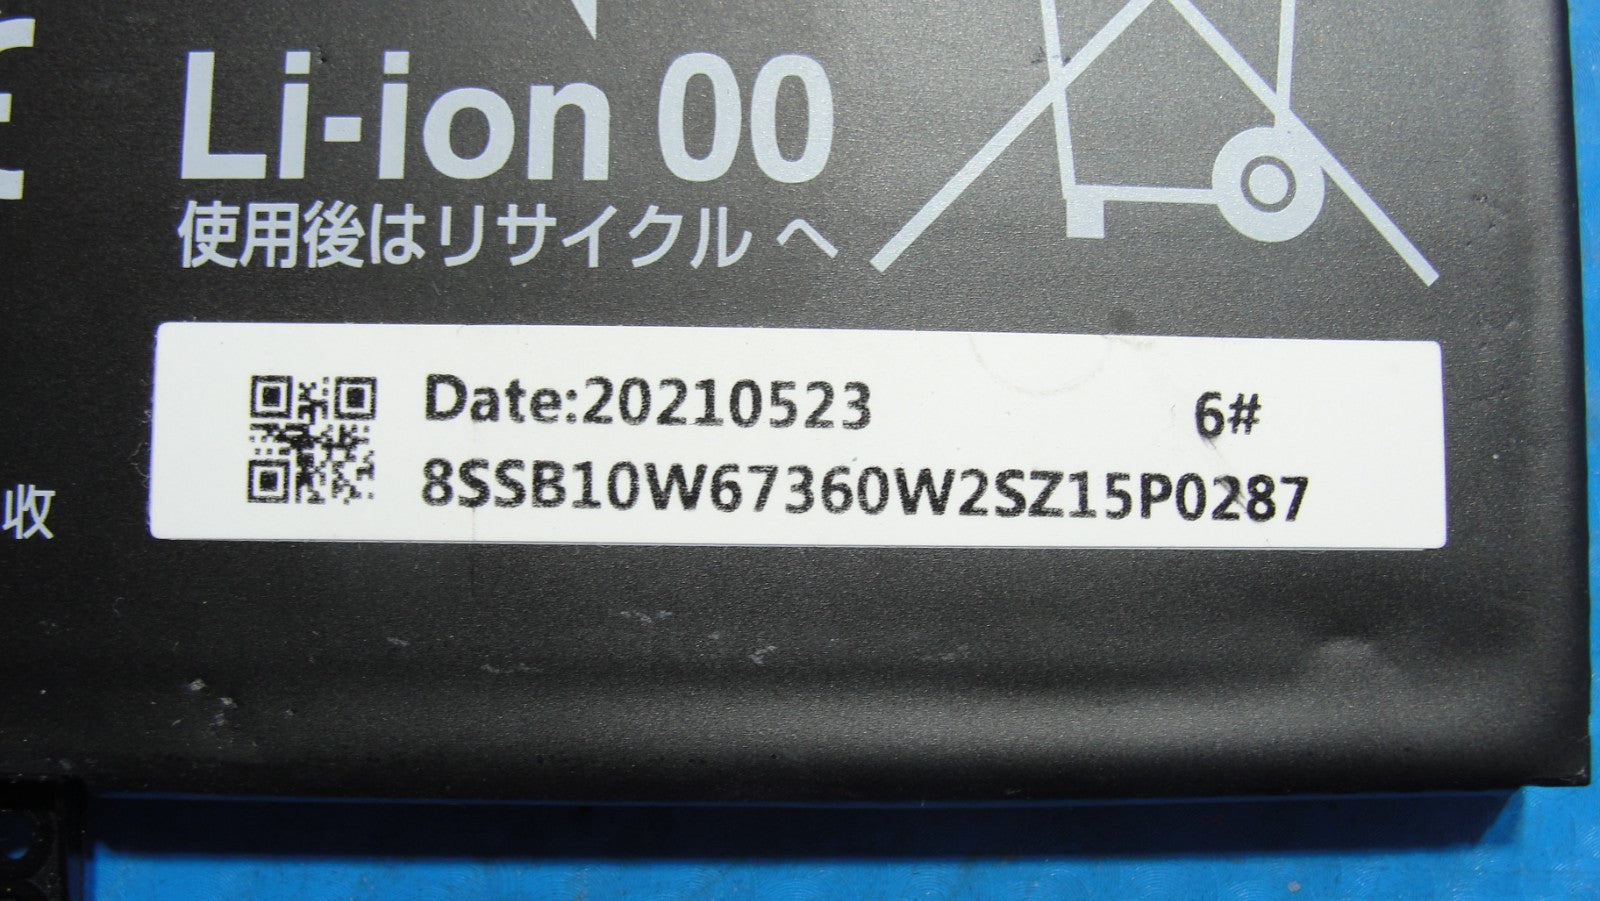 Li-ion 00
使用後はリサイクルへ
Date:20210523 6#
8SSB10W67360W2SZ15P0287
收